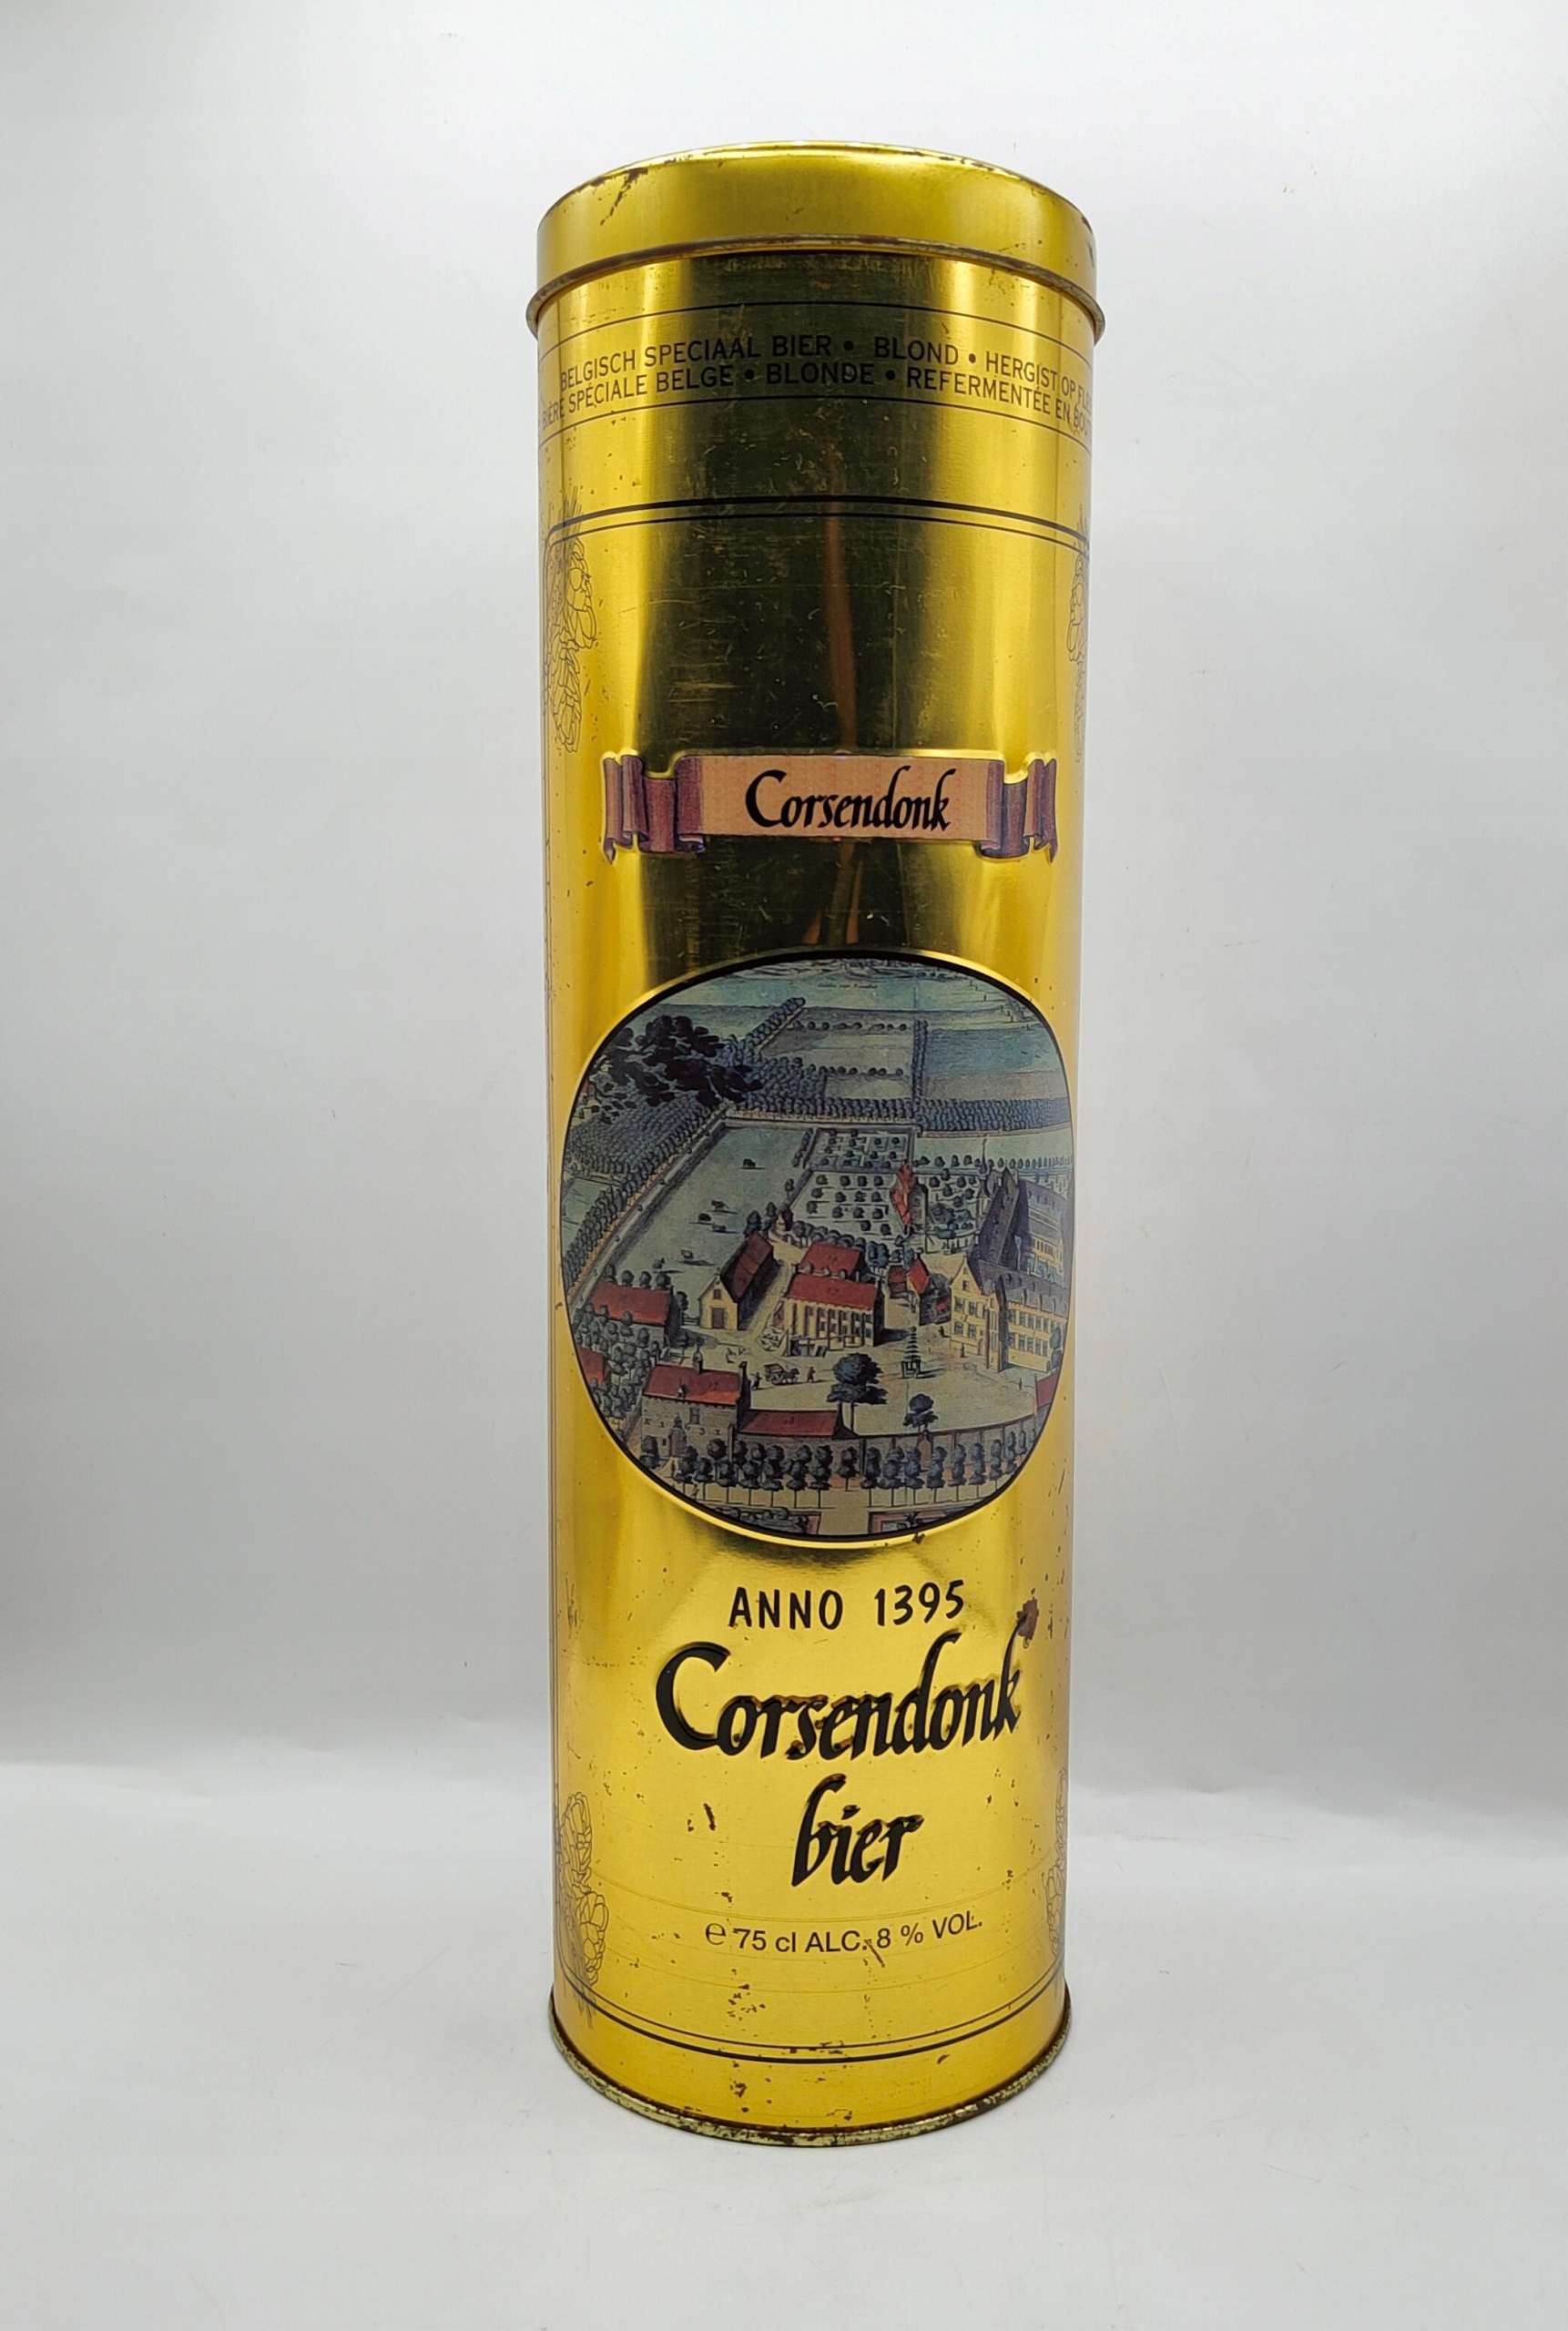 BELGISCH SPECIAAL BIER • BLOND • HERGIST OP
BIÈRE SPÉCIALE BELGE • BLONDE • REFERMENTÉE EN
Corsendonk
ANNO 1395
Corsendonk
bier
℮ 75 cl ALC. 8 % VOL.